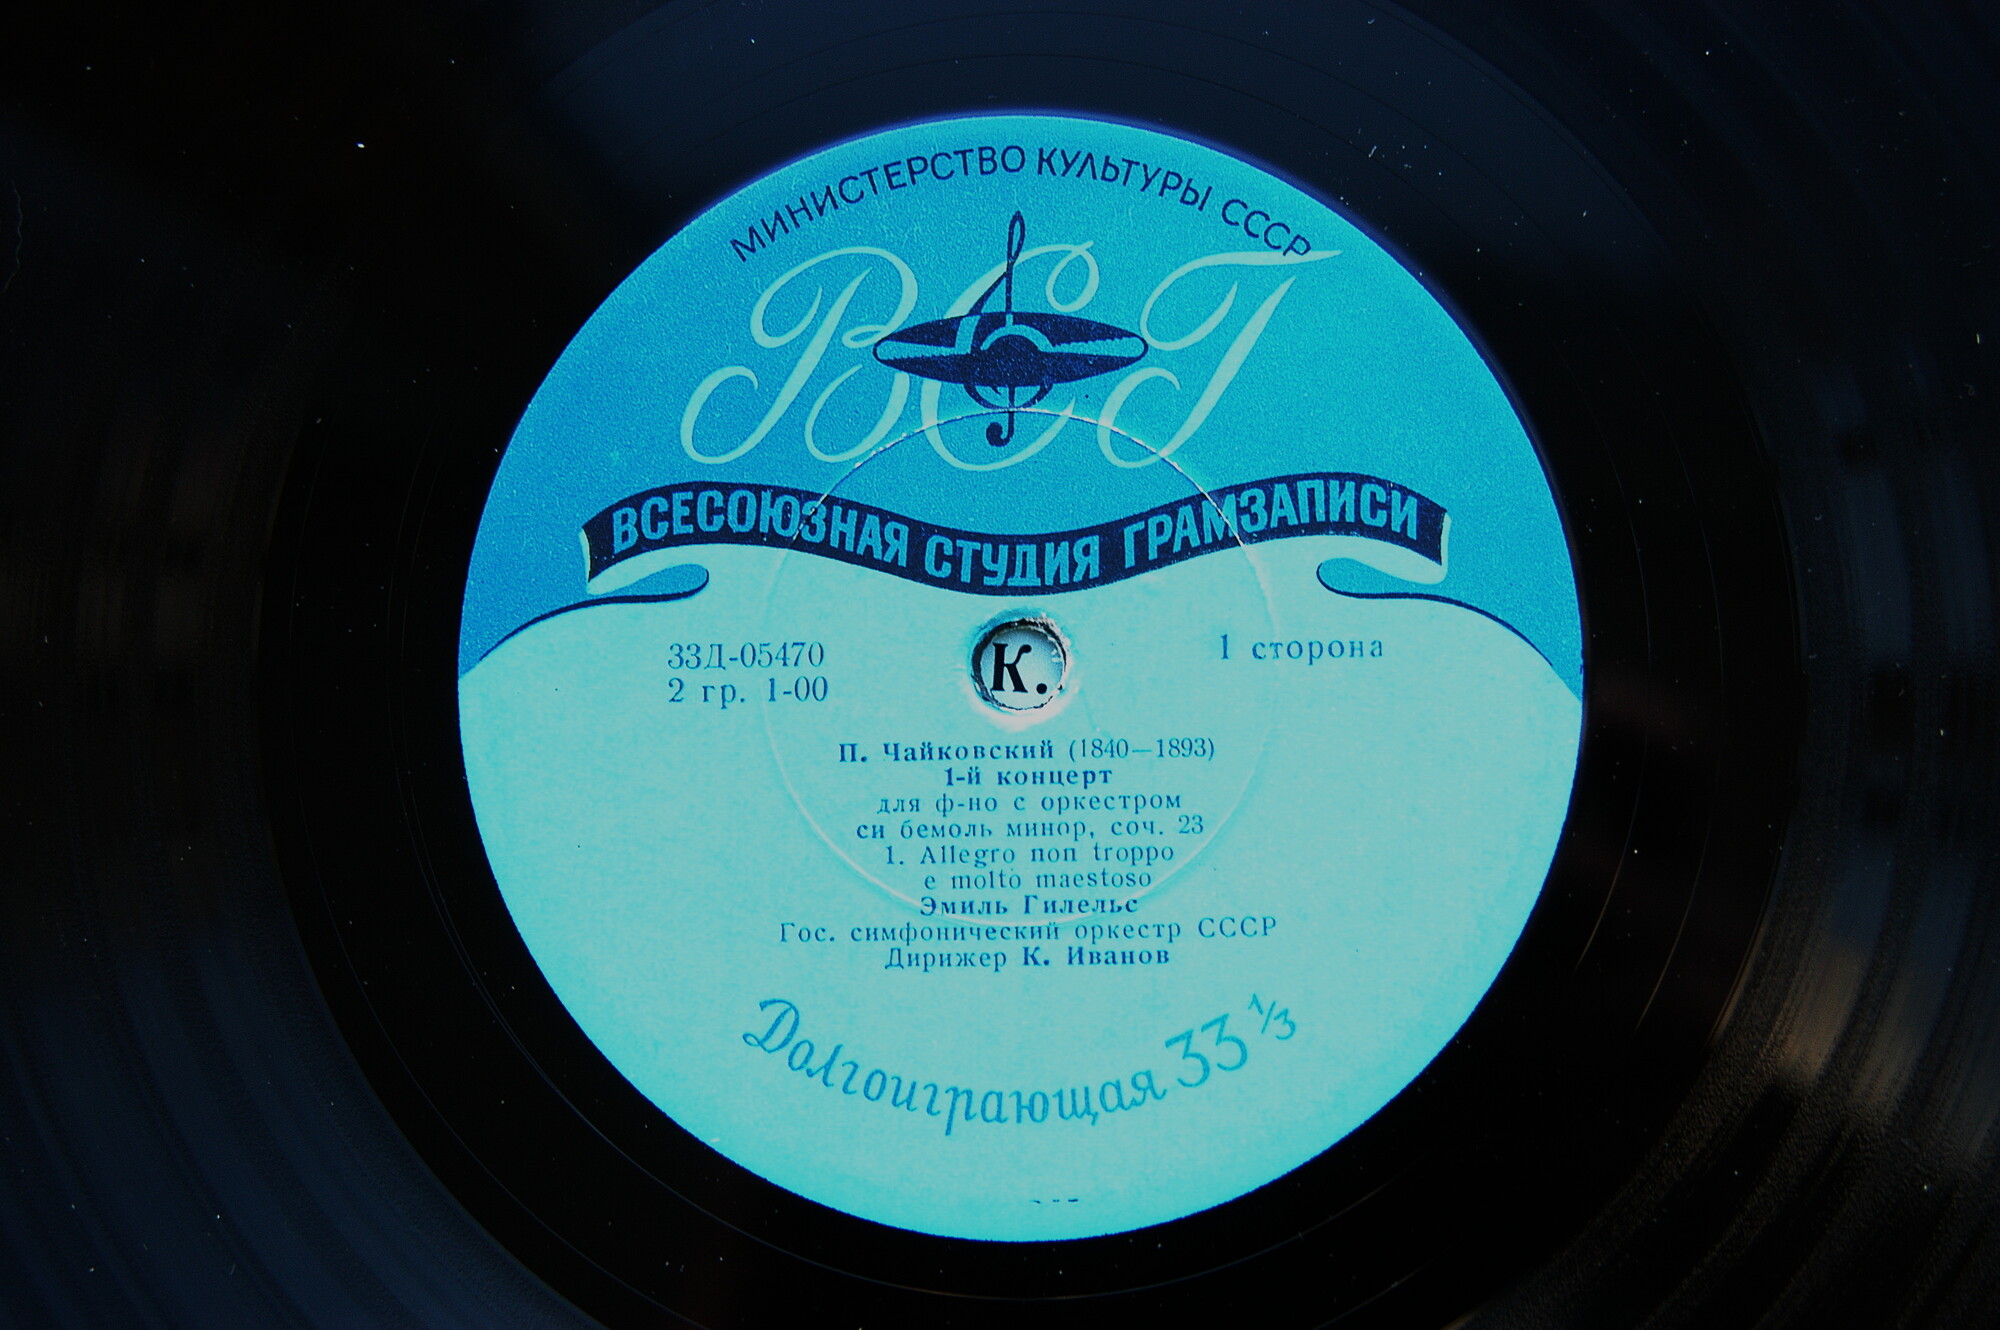 МИНИСТЕРСТВО КУЛЬТУРЫ СССР
ВСГ
ВСЕСОЮЗНАЯ СТУДИЯ ГРАМЗАПИСИ
33Д-05470
2 гр. 1-00
К.
1 сторона
П. Чайковский (1840—1893)
1-й концерт
для ф-но с оркестром
си бемоль минор, соч. 23
1. Allegro non troppo
e molto maestoso
Эмиль Гилельс
Гос. симфонический оркестр СССР
Дирижер К. Иванов
Долгоиграющая 33 1/3